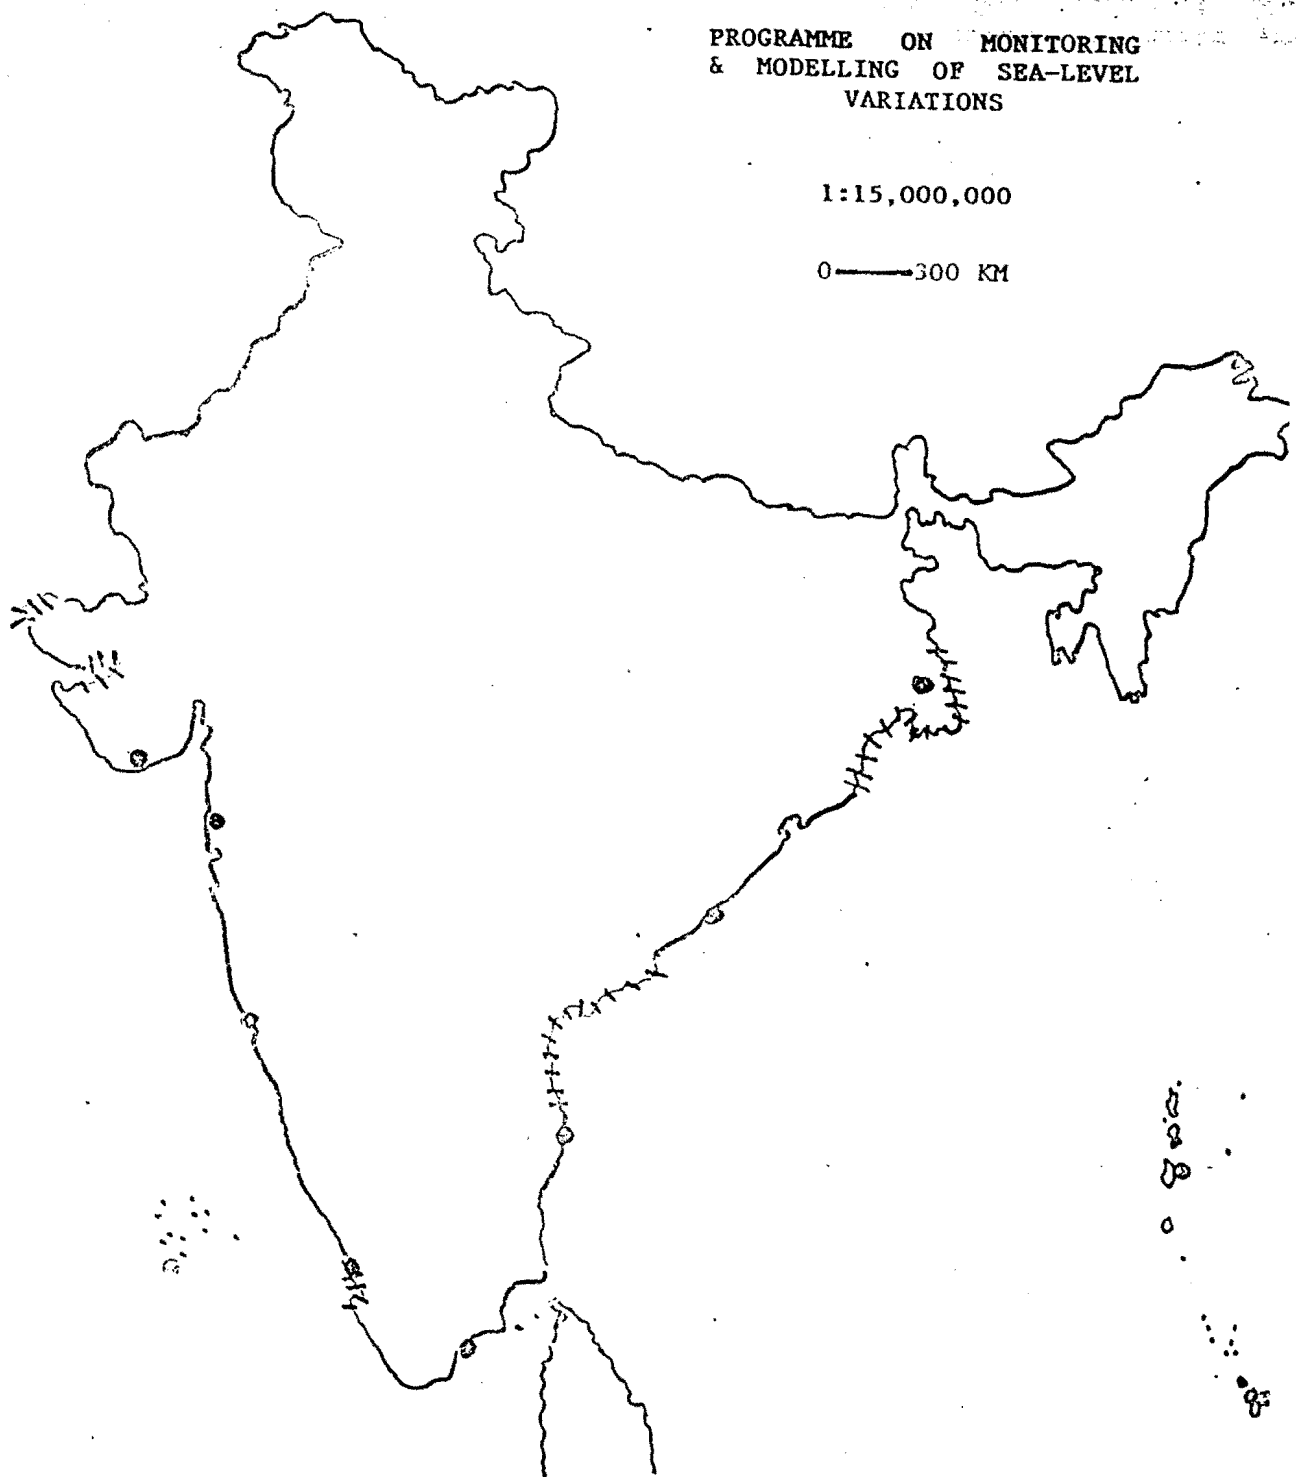 PROGRAMME ON MONITORING
& MODELLING OF SEA-LEVEL
VARIATIONS
1:15,000,000
0 300 KM